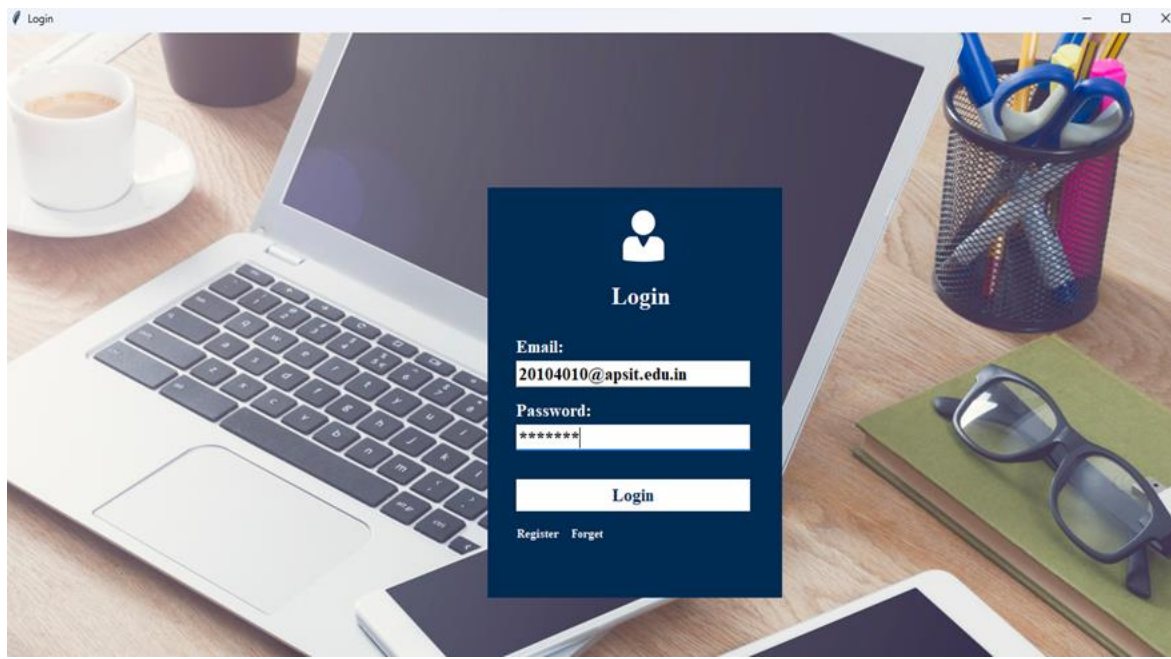 Login
Login
Email:
20104010@apsit.edu.in
Password:
*******
Login
Register Forget